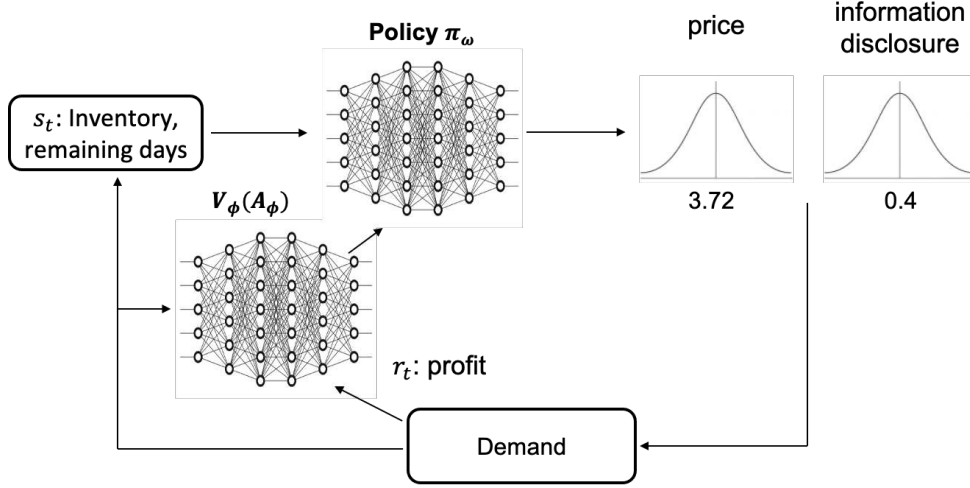 Policy π_ω
price
information
disclosure
s_t: Inventory,
remaining days
V_ϕ(A_ϕ)
3.72
0.4
r_t: profit
Demand